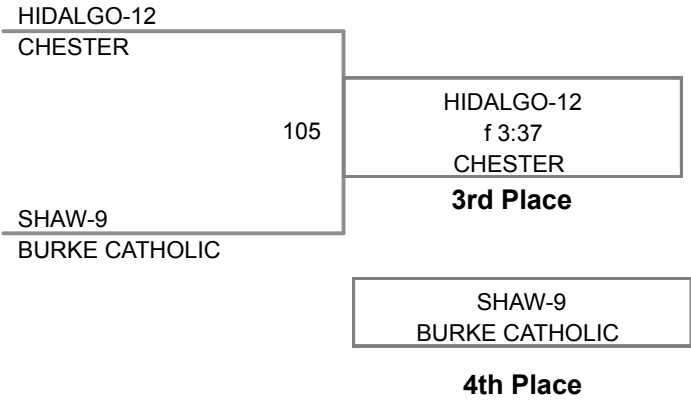 HIDALGO-12
CHESTER
105
HIDALGO-12
f 3:37
CHESTER
3rd Place
SHAW-9
BURKE CATHOLIC
SHAW-9
BURKE CATHOLIC
4th Place